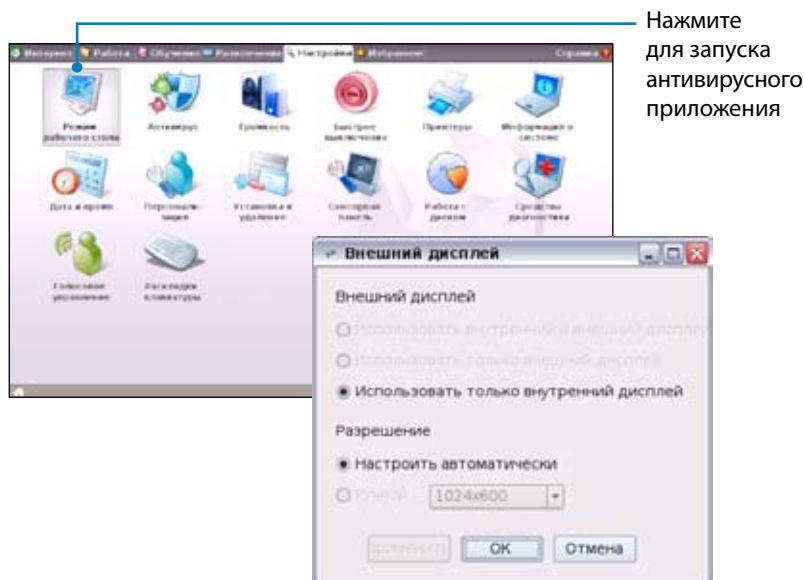 Нажмите
для запуска
антивирусного
приложения
Интернет Работа Обучение Развлечения Настройка Избранное Справка
Режим
рабочего стола
Антивирус
Громкость
Быстрое
выключение
Принтеры
Информация о
системе
Дата и время
Персонали-
зация
Установка и
удаление
Сенсорная
панель
Работа с
диском
Средства
диагностики
Голосовое
управление
Раскладки
клавиатуры
Внешний дисплей
Внешний дисплей
Использовать внутренний и внешний дисплей
Использовать только внешний дисплей
Использовать только внутренний дисплей
Разрешение
Настроить автоматически
Ручной 1024x600
OK Отмена